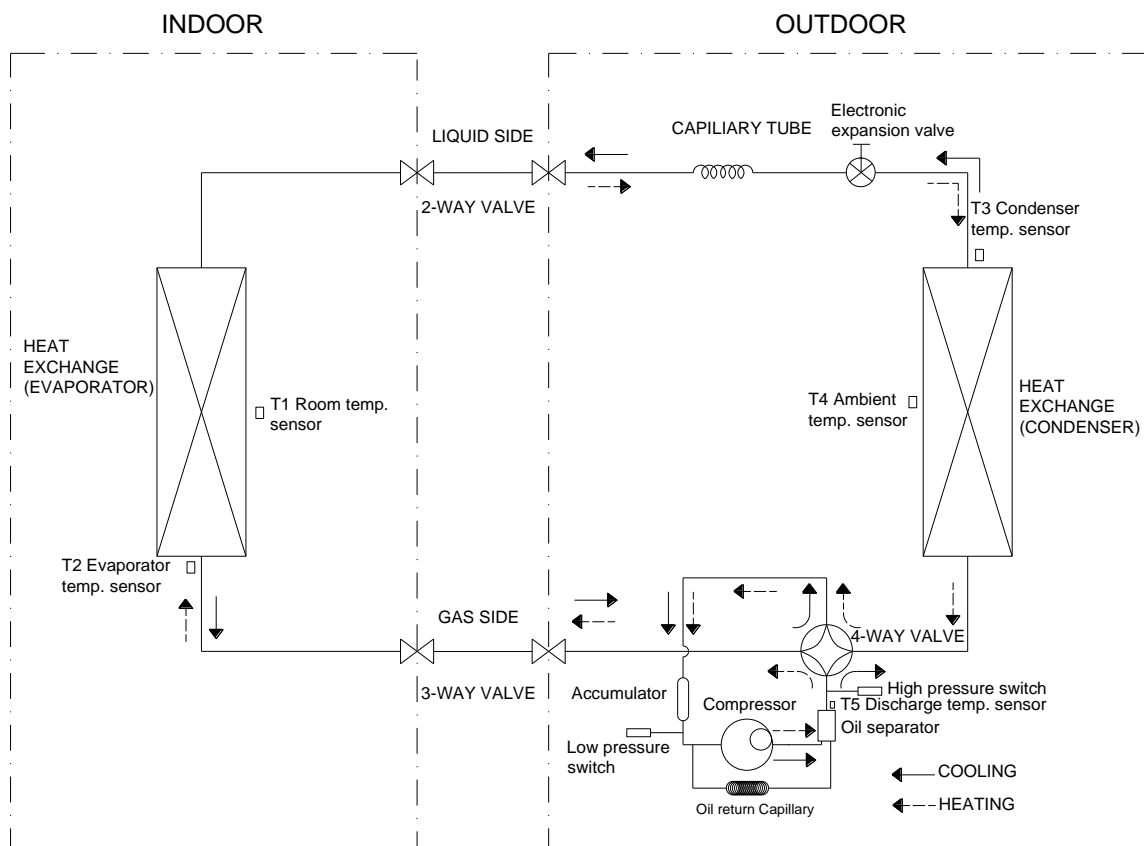 INDOOR
OUTDOOR
LIQUID SIDE
CAPILIARY TUBE
Electronic
expansion valve
2-WAY VALVE
T3 Condenser
temp. sensor
HEAT
EXCHANGE
(EVAPORATOR)
T1 Room temp.
sensor
T4 Ambient
temp. sensor
HEAT
EXCHANGE
(CONDENSER)
T2 Evaporator
temp. sensor
GAS SIDE
4-WAY VALVE
3-WAY VALVE
Accumulator
Compressor
High pressure switch
T5 Discharge temp. sensor
Oil separator
Low pressure
switch
COOLING
Oil return Capillary
HEATING